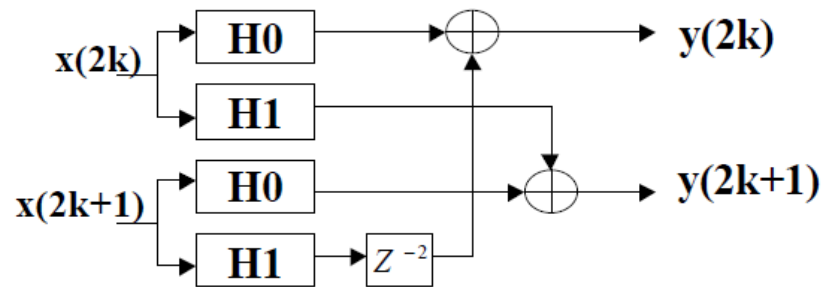 x(2k)
H0
y(2k)
H1
x(2k+1)
H0
y(2k+1)
H1
Z⁻²